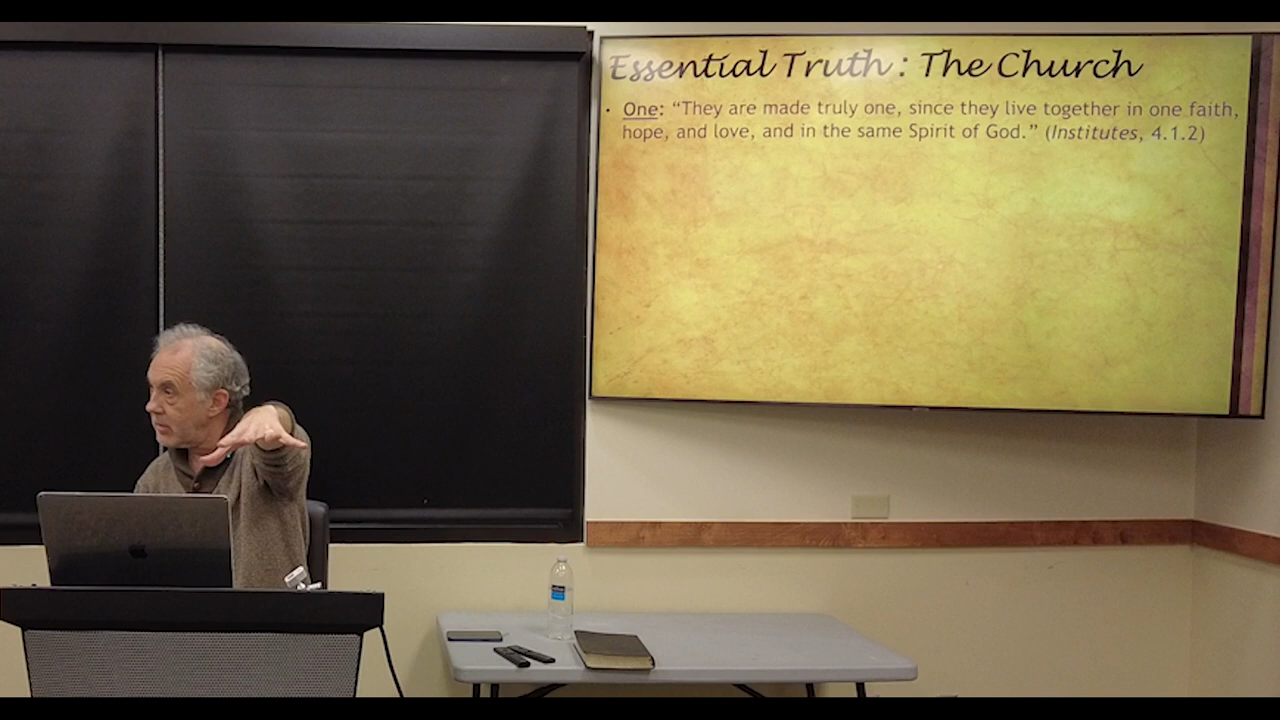 Essential Truth : The Church
· One: “They are made truly one, since they live together in one faith,
hope, and love, and in the same Spirit of God.” (Institutes, 4.1.2)